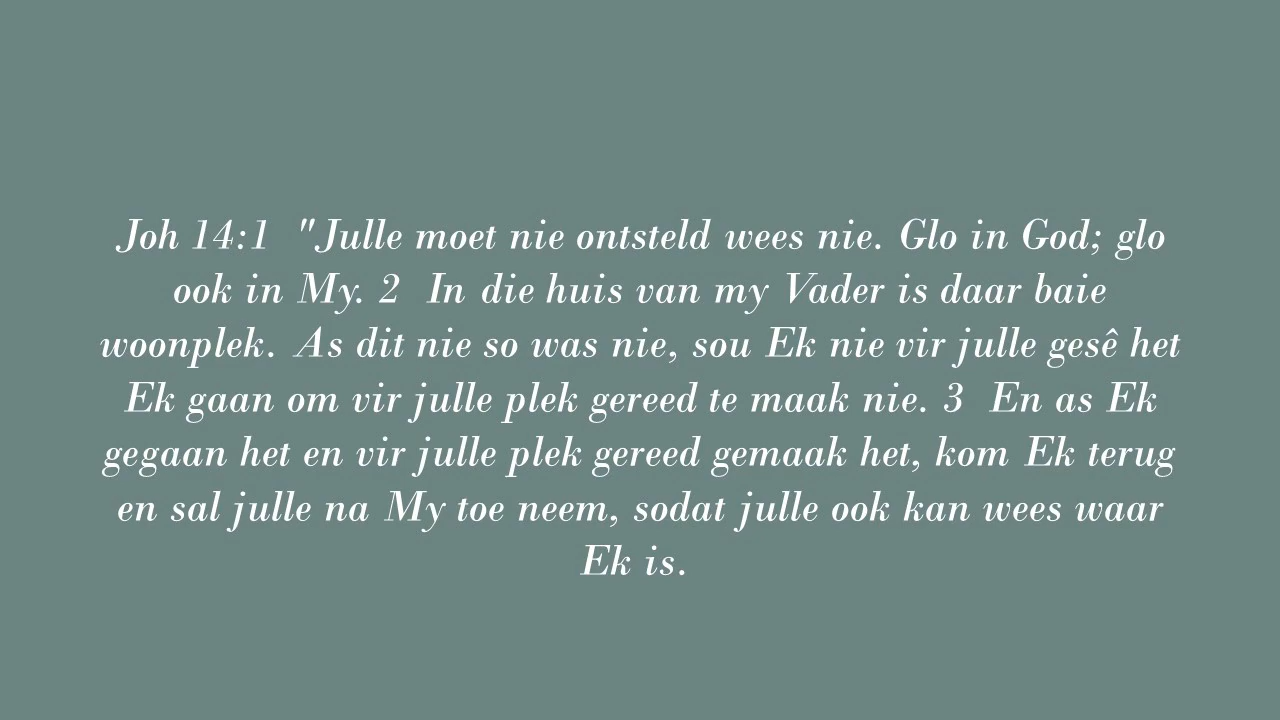 Joh 14:1  "Julle moet nie ontsteld wees nie. Glo in God; glo
ook in My. 2  In die huis van my Vader is daar baie
woonplek.  As dit nie so was nie, sou Ek nie vir julle gesê het
Ek gaan om vir julle plek gereed te maak nie. 3  En as Ek
gegaan het en vir julle plek gereed gemaak het, kom Ek terug
en sal julle na My toe neem, sodat julle ook kan wees waar
Ek is.